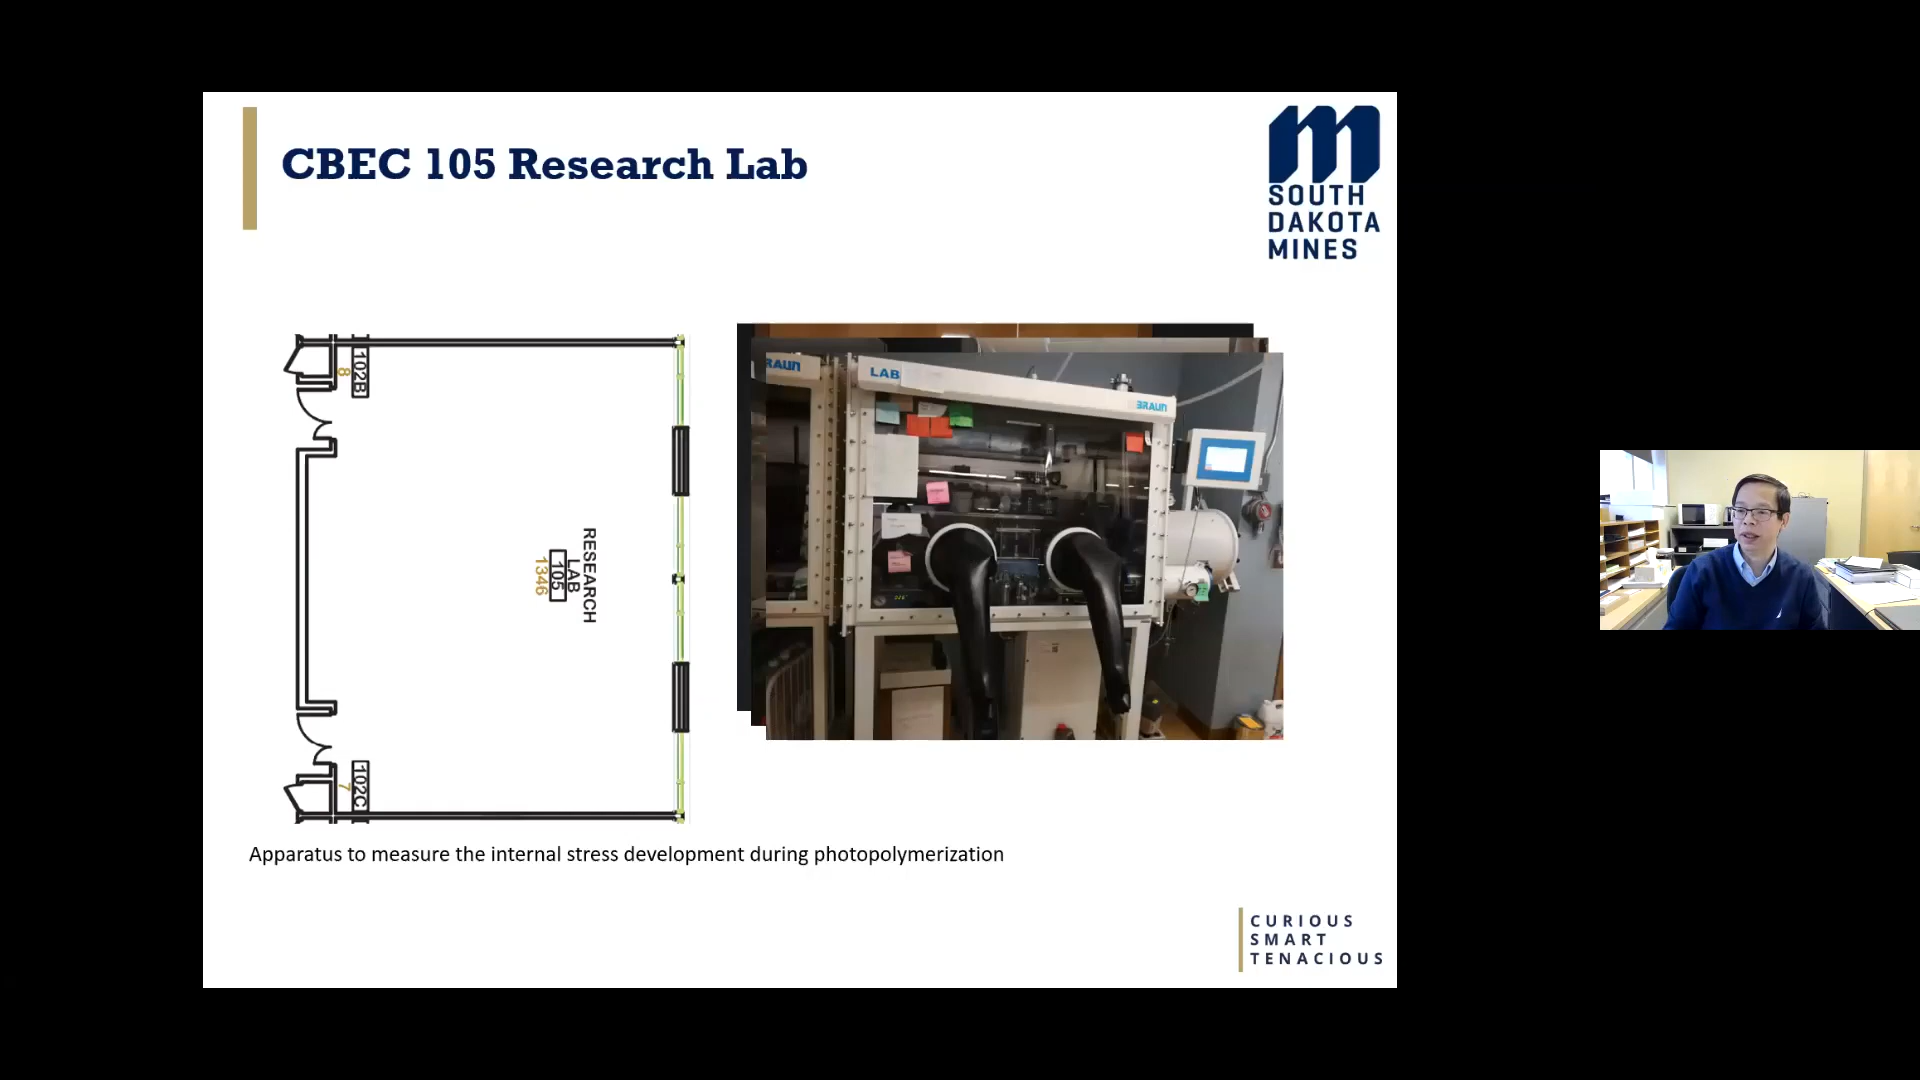 CBEC 105 Research Lab
SOUTH
DAKOTA
MINES
102B
8
RESEARCH
LAB
105
1346
102C
7
RAUN
LAB
BRAUN
Apparatus to measure the internal stress development during photopolymerization
CURIOUS
SMART
TENACIOUS